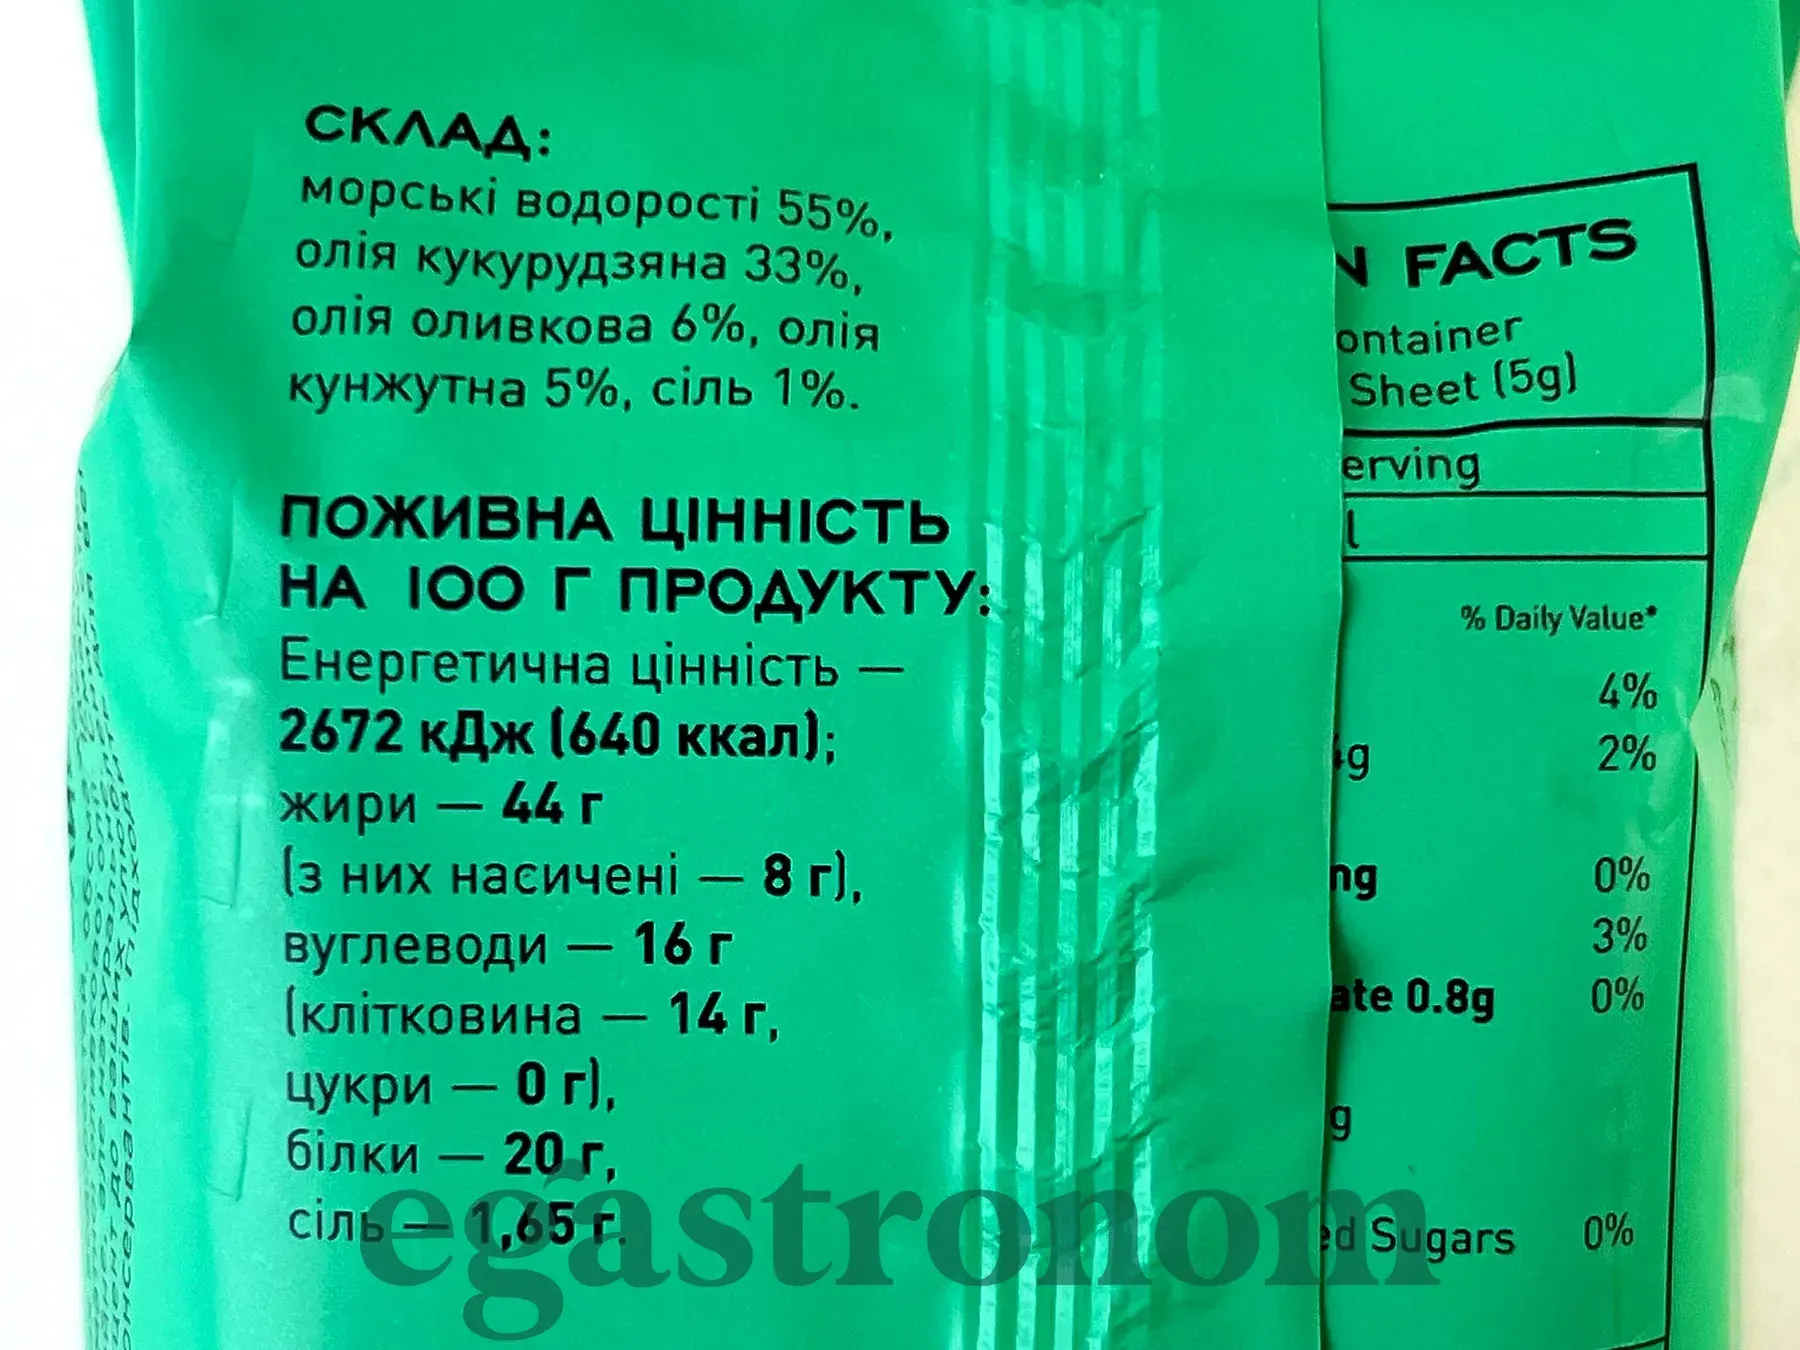 СКЛАД:
морські водорості 55%,
олія кукурудзяна 33%,
олія оливкова 6%, олія
кунжутна 5%, сіль 1%.
ПОЖИВНА ЦІННІСТЬ
НА 100 Г ПРОДУКТУ:
Енергетична цінність —
2672 кДж (640 ккал);
жири — 44 г
(з них насичені — 8 г),
вуглеводи — 16 г
(клітковина — 14 г,
цукри — 0 г),
білки — 20 г,
сіль — 1,65 г.
N FACTS
ontainer
Sheet (5g)
erving
l
% Daily Value*
4%
4g 2%
ng 0%
3%
ate 0.8g 0%
g
ed Sugars 0%
egastronom